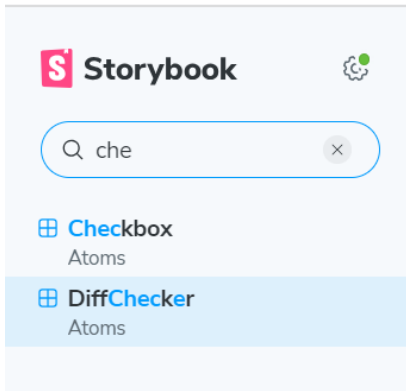 Storybook
che
Checkbox
Atoms
DiffChecker
Atoms